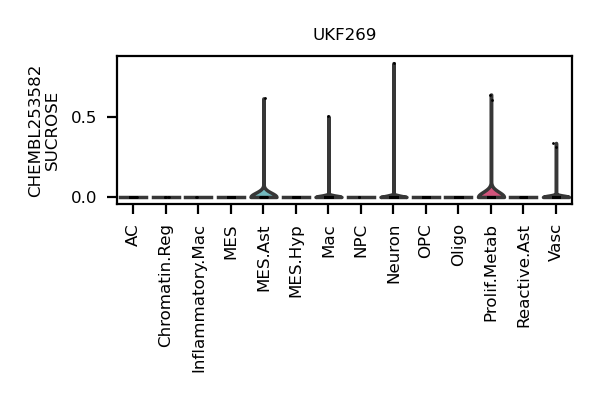 UKF269
CHEMBL253582
SUCROSE
0.5
0.0
AC
Chromatin.Reg
Inflammatory.Mac
MES
MES.Ast
MES.Hyp
Mac
NPC
Neuron
OPC
Oligo
Prolif.Metab
Reactive.Ast
Vasc